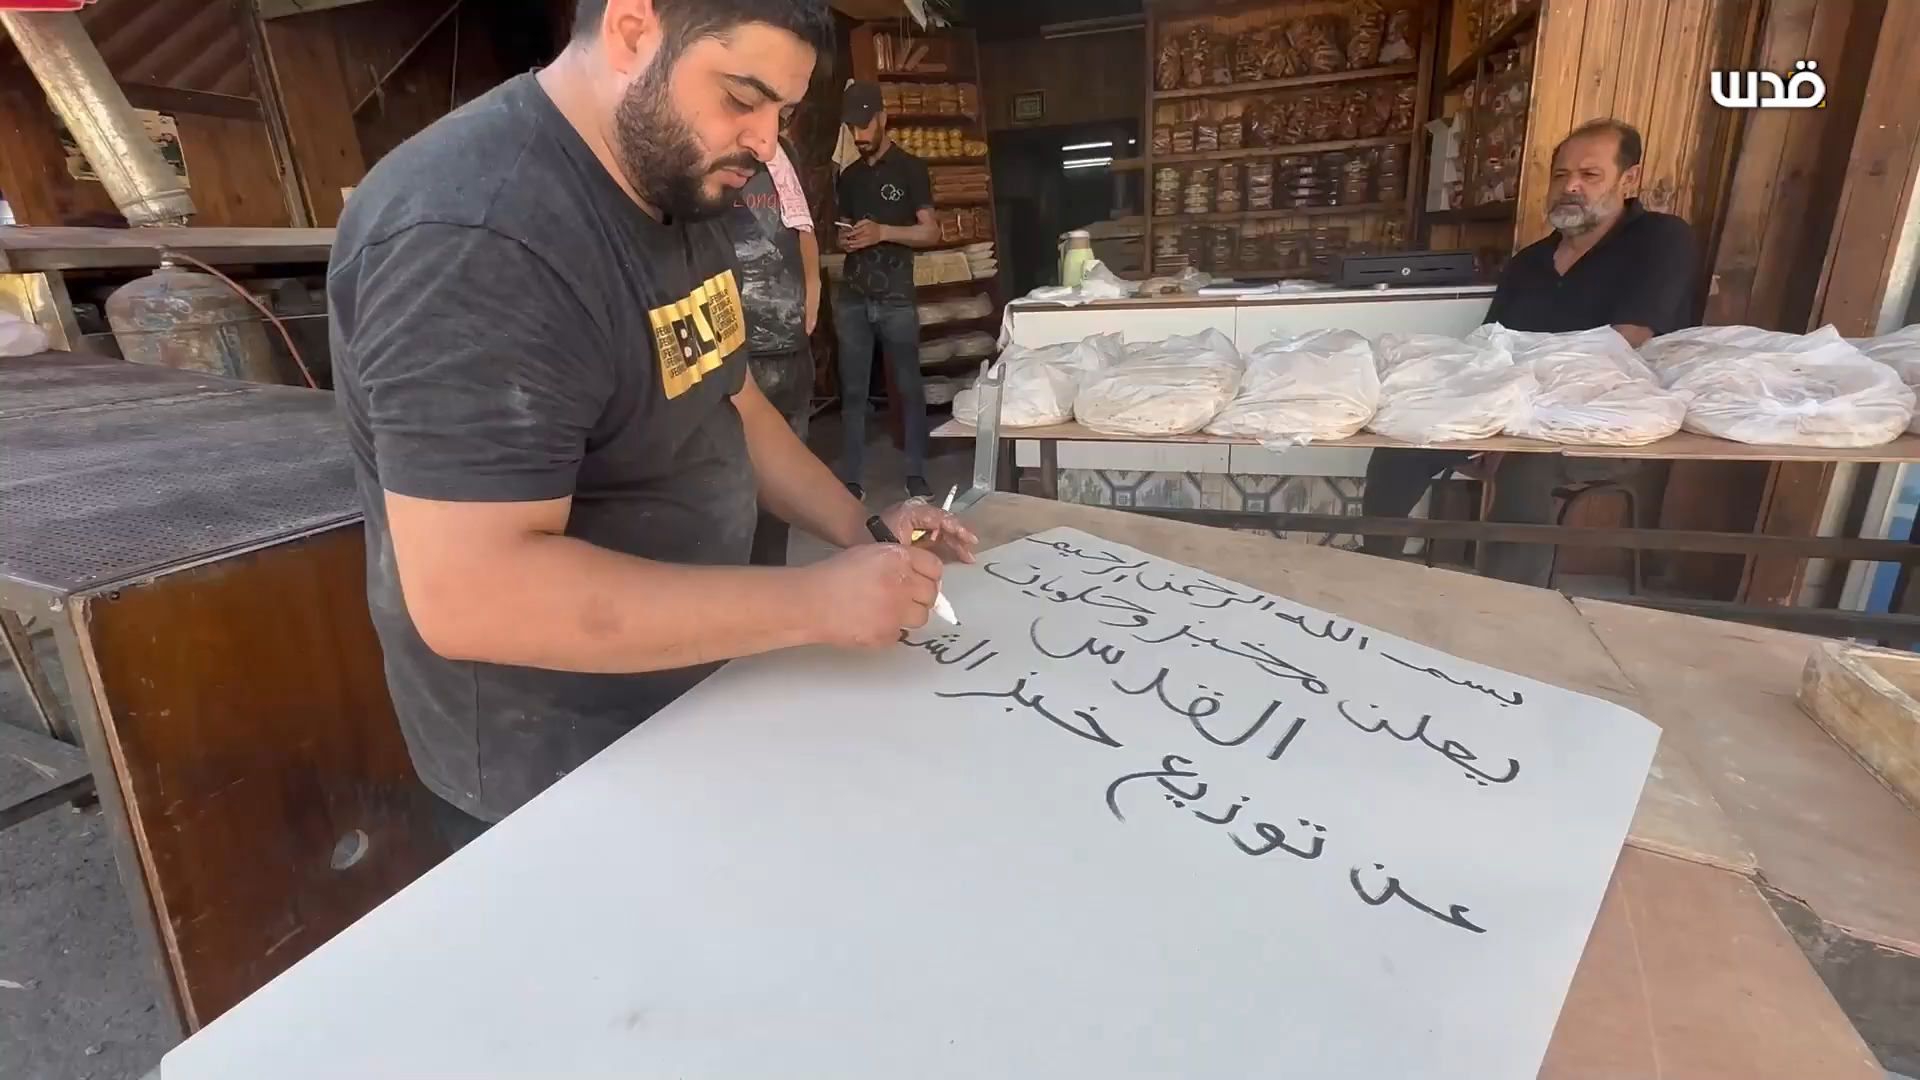 قدس
بسم الله الرحمن الرحيم
يعلن مخبز وحلويات
القدس
عن توزيع خبز